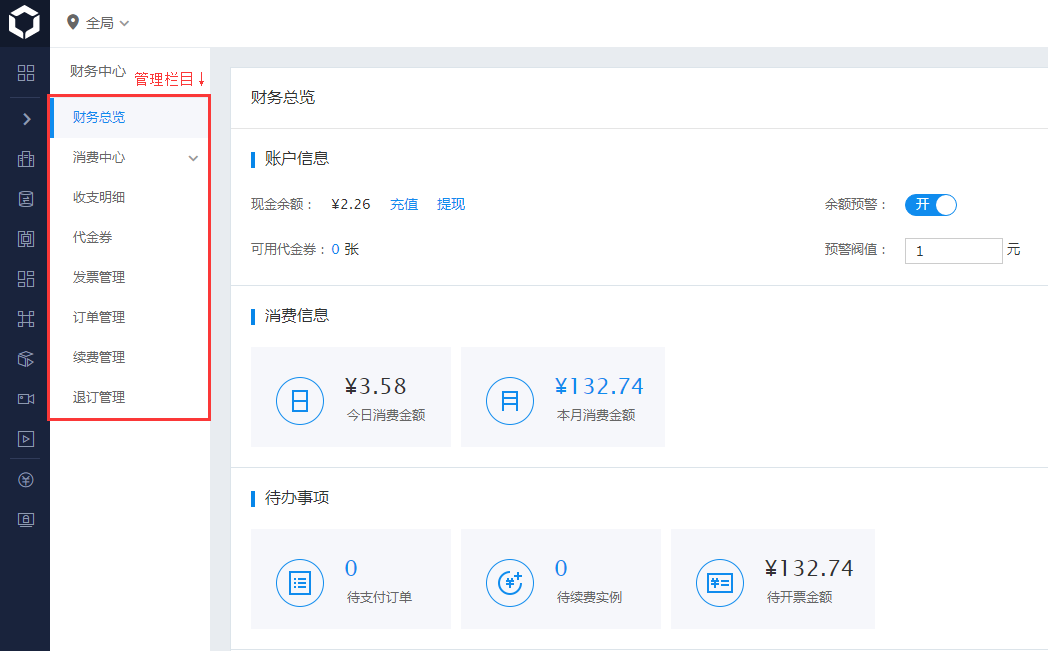 全局
财务中心
管理栏目↓
财务总览
消费中心
收支明细
代金券
发票管理
订单管理
续费管理
退订管理
财务总览
账户信息
现金余额： ¥2.26 充值 提现
余额预警： 开
可用代金券：0 张
预警阀值： 1 元
消费信息
日 ¥3.58
今日消费金额
月 ¥132.74
本月消费金额
待办事项
0
待支付订单
0
待续费实例
¥132.74
待开票金额